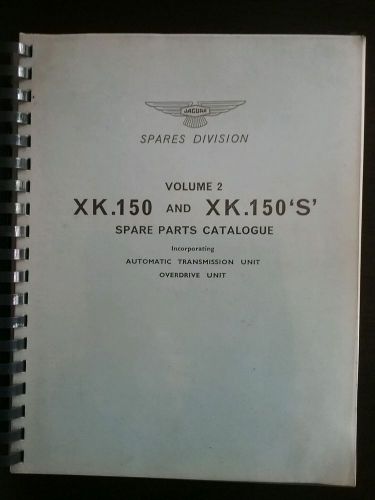 JAGUAR
SPARES DIVISION
VOLUME 2
XK.150 AND XK.150‘S’
SPARE PARTS CATALOGUE
Incorporating
AUTOMATIC TRANSMISSION UNIT
OVERDRIVE UNIT